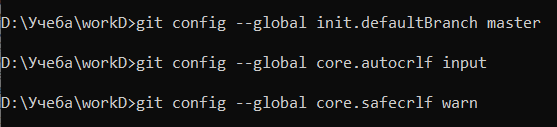 D:\Учеба\workD>git config --global init.defaultBranch master
D:\Учеба\workD>git config --global core.autocrlf input
D:\Учеба\workD>git config --global core.safecrlf warn